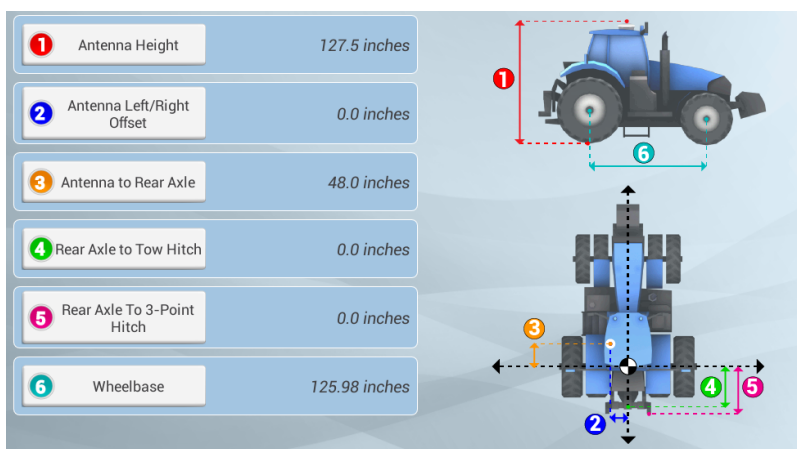 1 Antenna Height 127.5 inches
2 Antenna Left/Right
Offset 0.0 inches
3 Antenna to Rear Axle 48.0 inches
4 Rear Axle to Tow Hitch 0.0 inches
5 Rear Axle To 3-Point
Hitch 0.0 inches
6 Wheelbase 125.98 inches
1
6
3
4 5
2